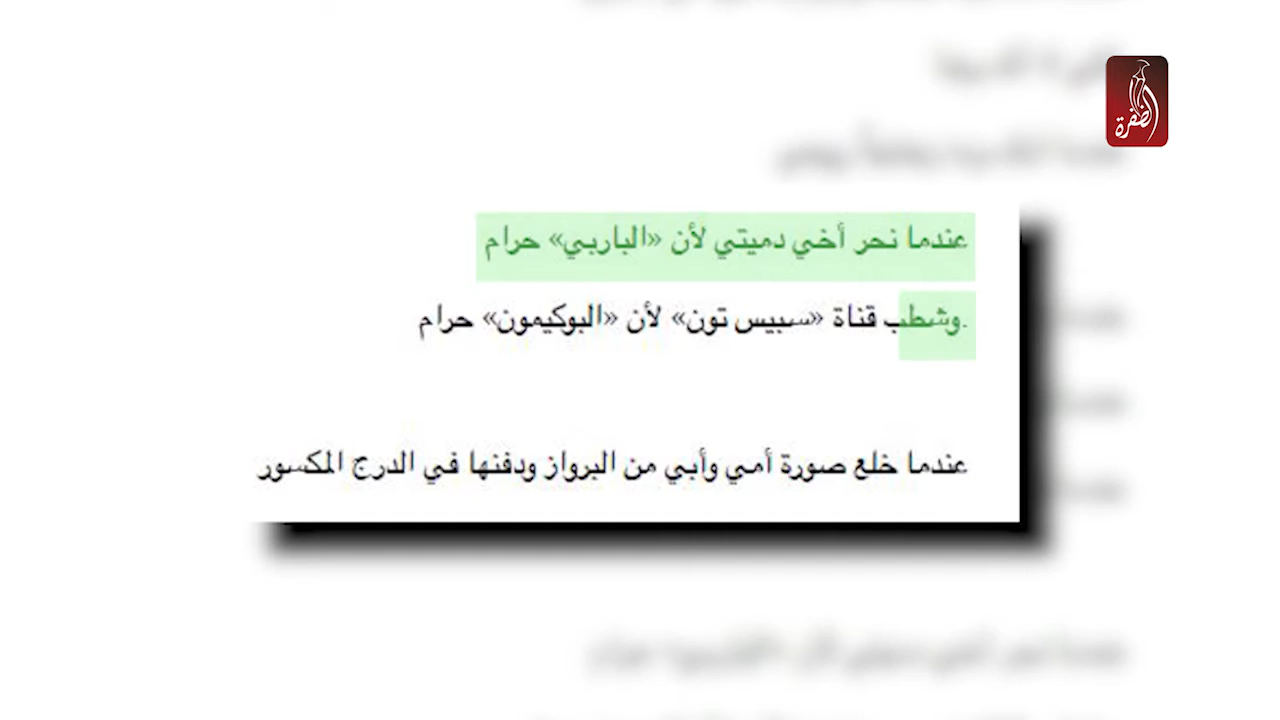 الظفرة
عندما نحر أخي دميتي لأن «الباربي» حرام
.وشطب قناة «سبيس تون» لأن «البوكيمون» حرام
عندما خلع صورة أمي وأبي من البرواز ودفنها في الدرج المكسور